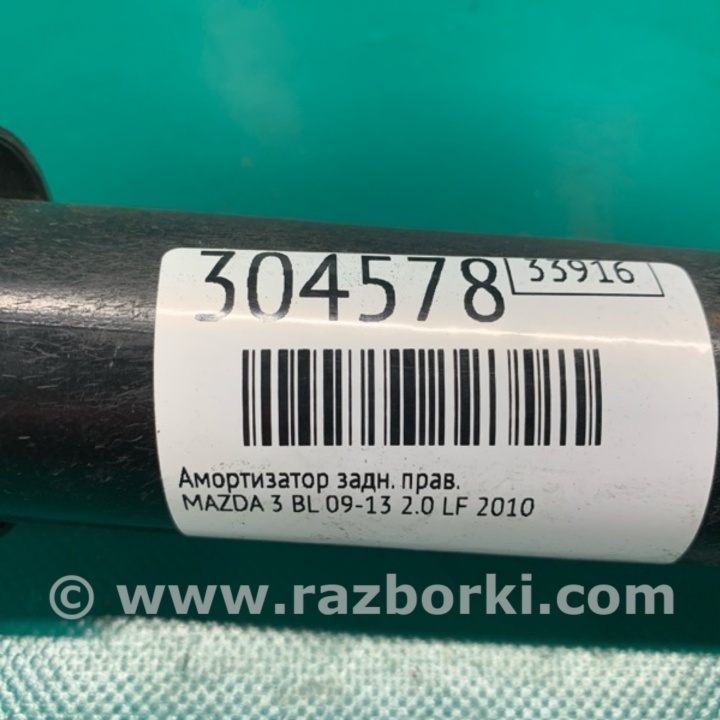 304578 33916
Амортизатор задн. прав.
MAZDA 3 BL 09-13 2.0 LF 2010
© www.razborki.com